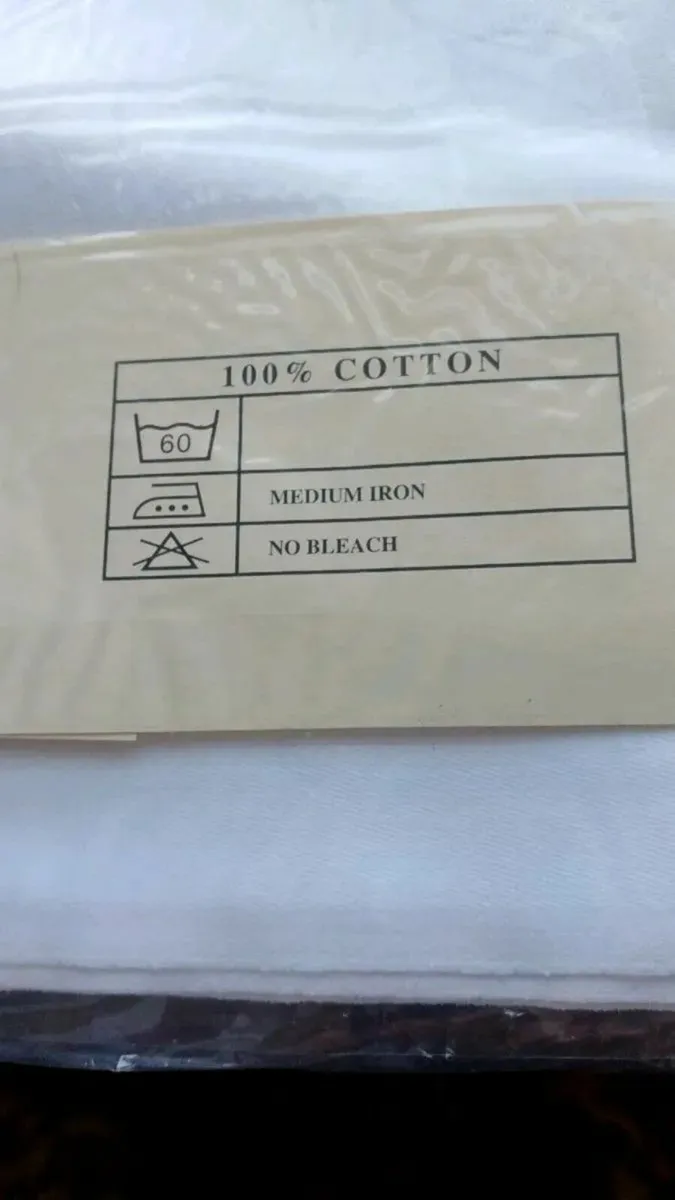 100% COTTON
60
MEDIUM IRON
NO BLEACH